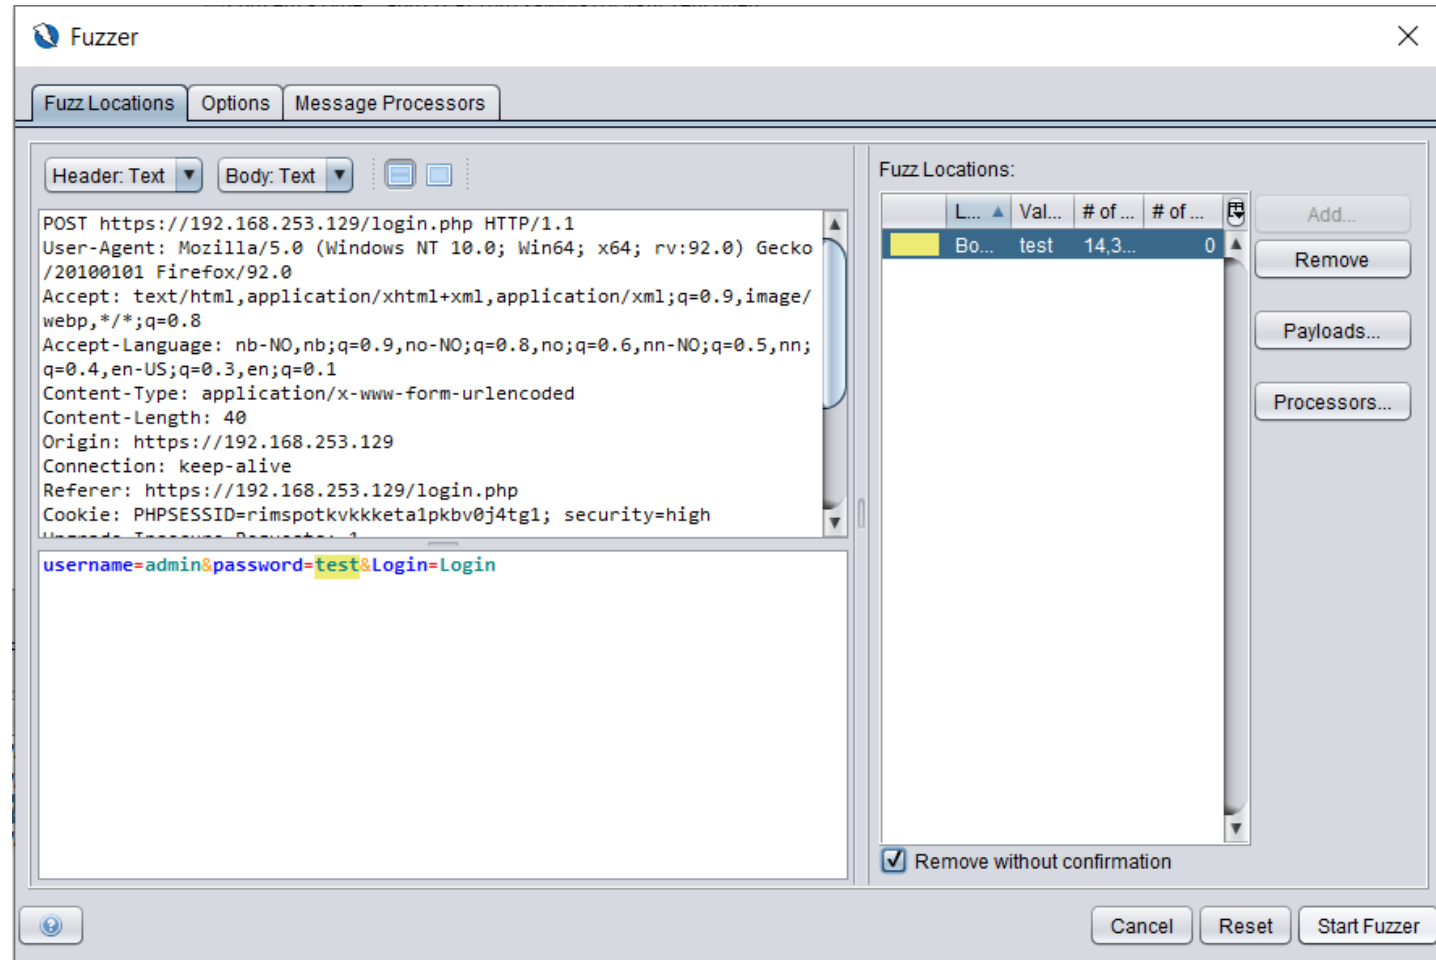 Fuzzer
Fuzz Locations Options Message Processors
Header: Text Body: Text
POST https://192.168.253.129/login.php HTTP/1.1
User-Agent: Mozilla/5.0 (Windows NT 10.0; Win64; x64; rv:92.0) Gecko
/20100101 Firefox/92.0
Accept: text/html,application/xhtml+xml,application/xml;q=0.9,image/
webp,*/*;q=0.8
Accept-Language: nb-NO,nb;q=0.9,no-NO;q=0.8,no;q=0.6,nn-NO;q=0.5,nn;
q=0.4,en-US;q=0.3,en;q=0.1
Content-Type: application/x-www-form-urlencoded
Content-Length: 40
Origin: https://192.168.253.129
Connection: keep-alive
Referer: https://192.168.253.129/login.php
Cookie: PHPSESSID=rimspotkvkkketa1pkbv0j4tg1; security=high
username=admin&password=test&Login=Login
Fuzz Locations:
L... Val... # of ... # of ...
Bo... test 14,3... 0
Add...
Remove
Payloads...
Processors...
Remove without confirmation
Cancel Reset Start Fuzzer